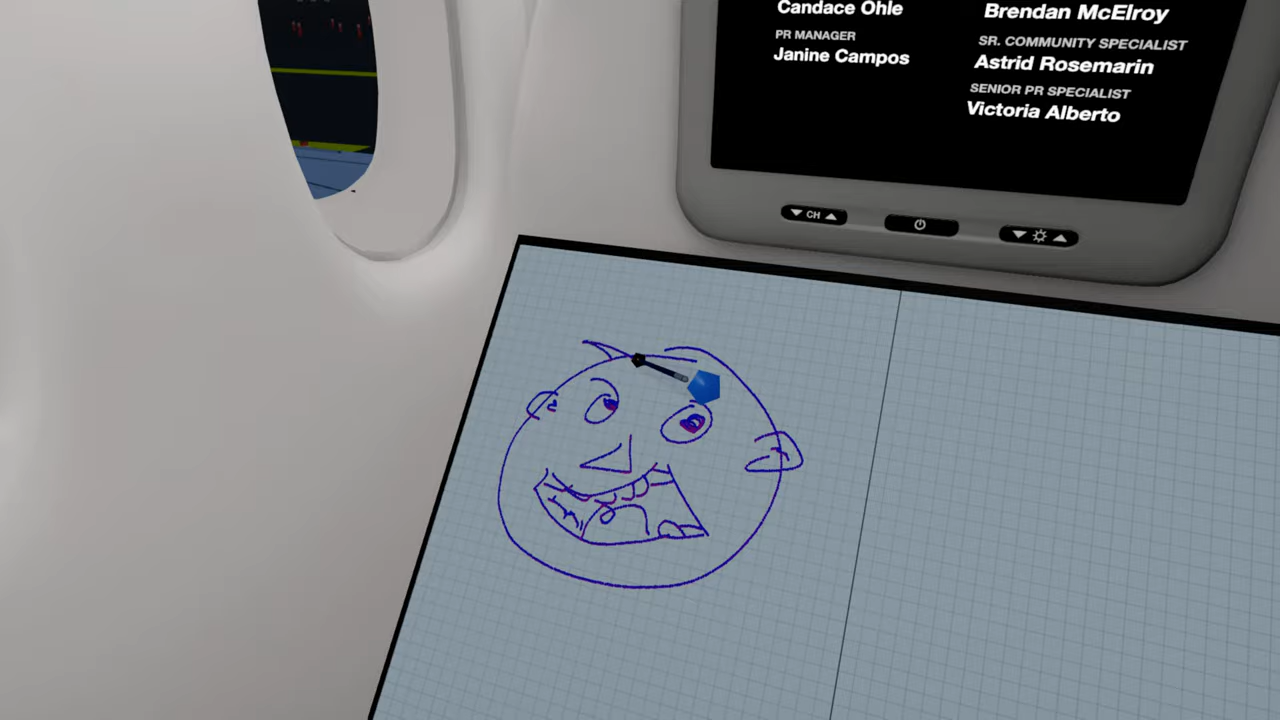 Candace Ohle
PR MANAGER
Janine Campos
Brendan McElroy
SR. COMMUNITY SPECIALIST
Astrid Rosemarin
SENIOR PR SPECIALIST
Victoria Alberto
CH